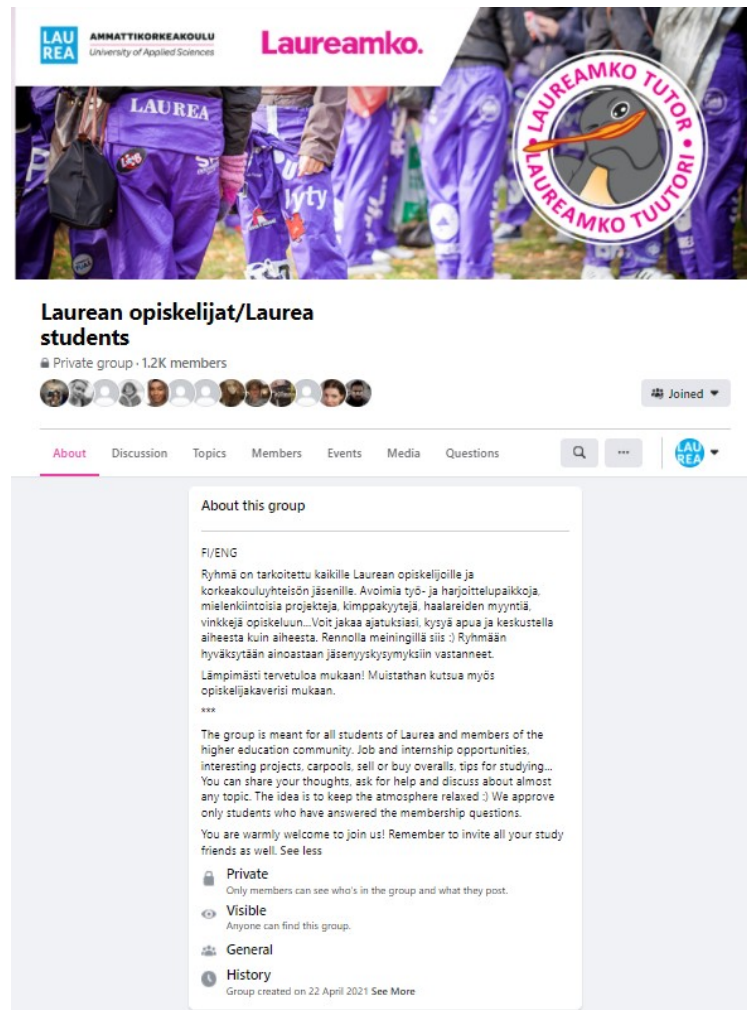 LAU
REA
AMMATTIKORKEAKOULU
University of Applied Sciences
Laureamko.
LAUREAMKO TUTOR •
LAUREAMKO TUUTORI •
LAUREA
Laurean opiskelijat/Laurea
students
Private group · 1.2K members
Joined
About Discussion Topics Members Events Media Questions
LAU
REA
About this group
FI/ENG
Ryhmä on tarkoitettu kaikille Laurean opiskelijoille ja
korkeakouluyhteisön jäsenille. Avoimia työ- ja harjoittelupaikkoja,
mielenkiintoisia projekteja, kimppakyytejä, haalareiden myyntiä,
vinkkejä opiskeluun...Voit jakaa ajatuksiasi, kysyä apua ja keskustella
aiheesta kuin aiheesta. Rennolla meiningillä siis :) Ryhmään
hyväksytään ainoastaan jäsenyyskysymyksiin vastanneet.
Lämpimästi tervetuloa mukaan! Muistathan kutsua myös
opiskelijakaverisi mukaan.
***
The group is meant for all students of Laurea and members of the
higher education community. Job and internship opportunities,
interesting projects, carpools, sell or buy overalls, tips for studying...
You can share your thoughts, ask for help and discuss about almost
any topic. The idea is to keep the atmosphere relaxed :) We approve
only students who have answered the membership questions.
You are warmly welcome to join us! Remember to invite all your study
friends as well. See less
Private
Only members can see who's in the group and what they post.
Visible
Anyone can find this group.
General
History
Group created on 22 April 2021 See More